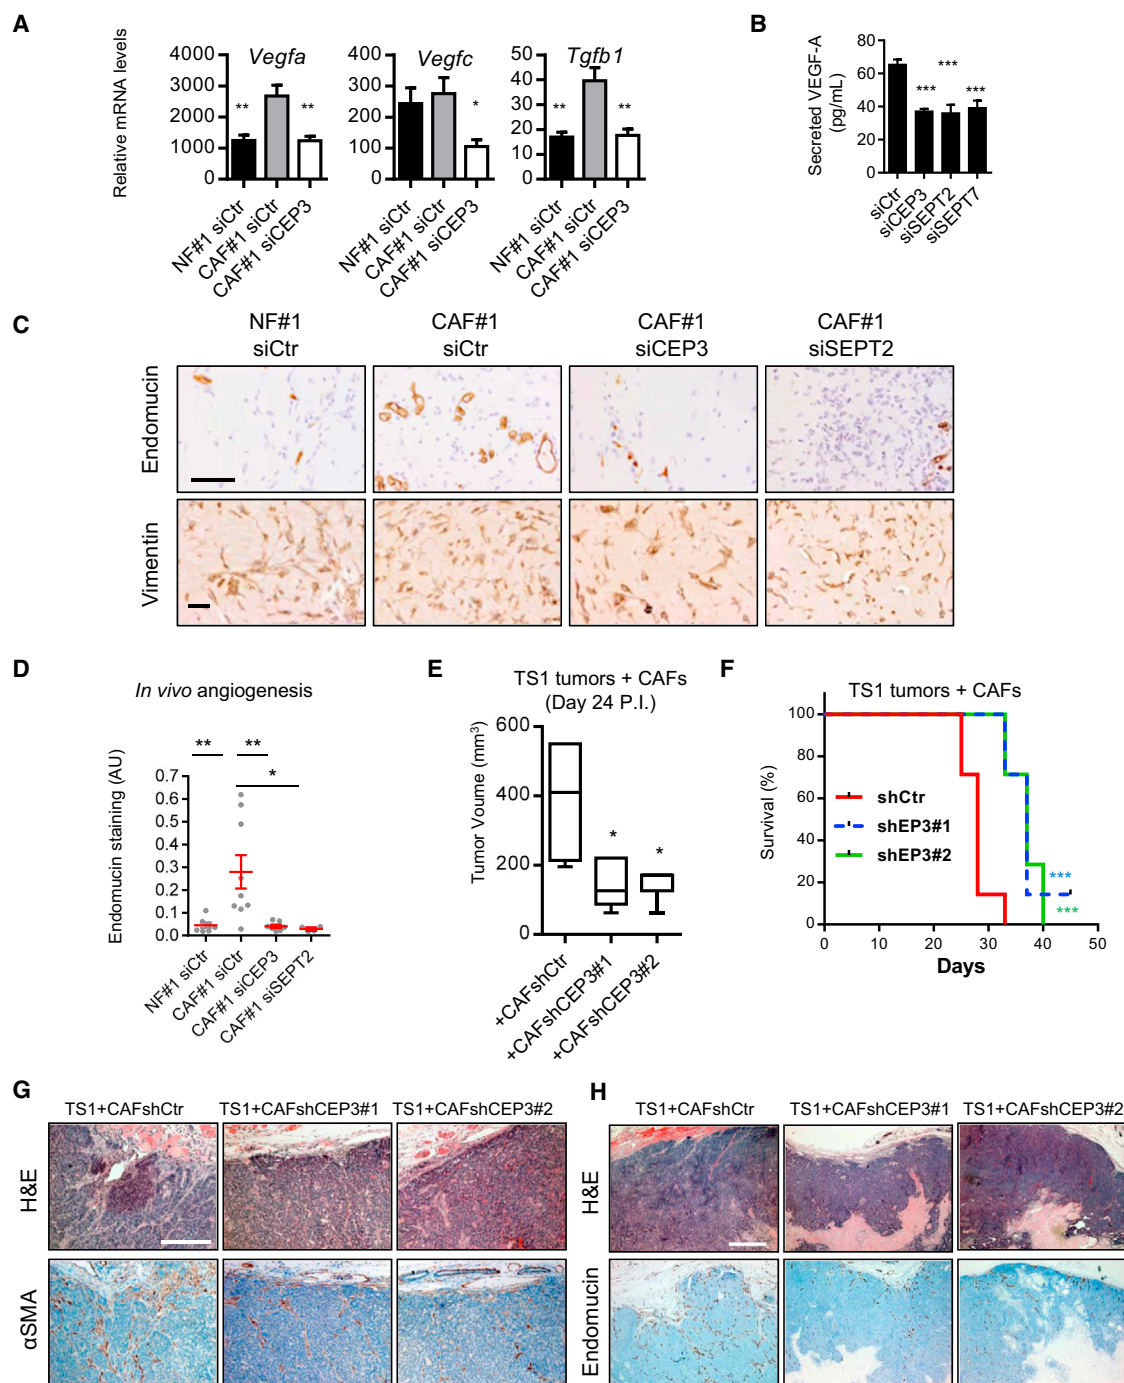 A
Relative mRNA levels
Vegfa
4000
3000
2000
1000
0
**
**
NF#1 siCtr
CAF#1 siCtr
CAF#1 siCEP3
Vegfc
400
300
200
100
0
*
NF#1 siCtr
CAF#1 siCtr
CAF#1 siCEP3
Tgfb1
50
40
30
20
10
0
**
**
NF#1 siCtr
CAF#1 siCtr
CAF#1 siCEP3
B
Secreted VEGF-A
(pg/mL)
80
60
40
20
0
***
***
***
siCtr
siCEP3
siSEPT2
siSEPT7
C
NF#1
siCtr
CAF#1
siCtr
CAF#1
siCEP3
CAF#1
siSEPT2
Endomucin
Vimentin
D
In vivo angiogenesis
Endomucin staining (AU)
** **
*
0.7
0.6
0.5
0.4
0.3
0.2
0.1
0.0
NF#1 siCtr
CAF#1 siCtr
CAF#1 siCEP3
CAF#1 siSEPT2
E
TS1 tumors + CAFs
(Day 24 P.I.)
Tumor Voume (mm³)
600
400
200
0
*
*
+CAFshCtr
+CAFshCEP3#1
+CAFshCEP3#2
F
TS1 tumors + CAFs
Survival (%)
100
80
60
40
20
0
shCtr
shEP3#1
shEP3#2
***
***
0 10 20 30 40 50
Days
G
TS1+CAFshCtr TS1+CAFshCEP3#1 TS1+CAFshCEP3#2
H&E
αSMA
H
TS1+CAFshCtr TS1+CAFshCEP3#1 TS1+CAFshCEP3#2
H&E
Endomucin